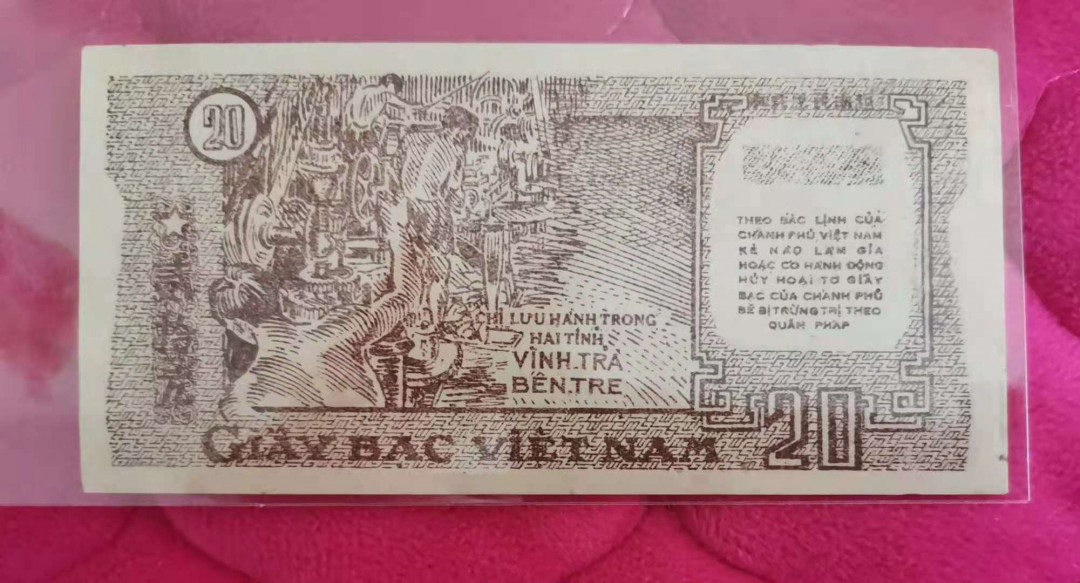 20
THEO SẮC LỊNH CỦA
CHÁNH PHỦ VIỆT NAM
KẺ NÀO LÀM GIẢ
HOẶC CÓ HÀNH ĐỘNG
HỦY HOẠI TỜ GIẤY
BẠC CỦA CHÁNH PHỦ
SẼ BỊ TRỪNG TRỊ THEO
QUÂN PHÁP
CHỈ LƯU HÀNH TRONG
HAI TỈNH
VĨNH.TRÀ
BẾN.TRE
GIẤY BẠC VIỆT NAM
20